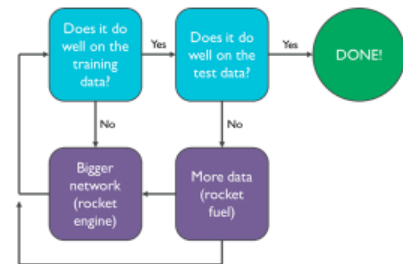 Does it do
well on the
training
data?
Yes
Does it do
well on the
test data?
Yes
DONE!
No
No
Bigger
network
(rocket
engine)
More data
(rocket
fuel)